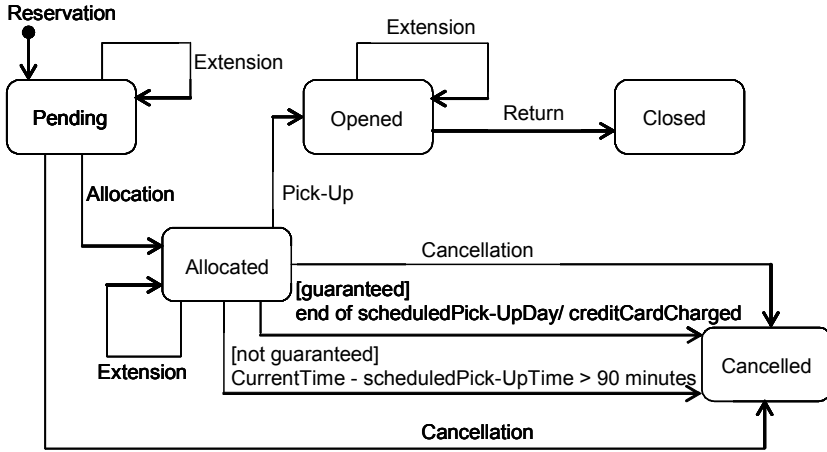 Reservation
Extension
Extension
Pending
Opened
Return
Closed
Allocation
Pick-Up
Allocated
Cancellation
[guaranteed]
end of scheduledPick-UpDay/ creditCardCharged
[not guaranteed]
CurrentTime - scheduledPick-UpTime > 90 minutes
Extension
Cancelled
Cancellation